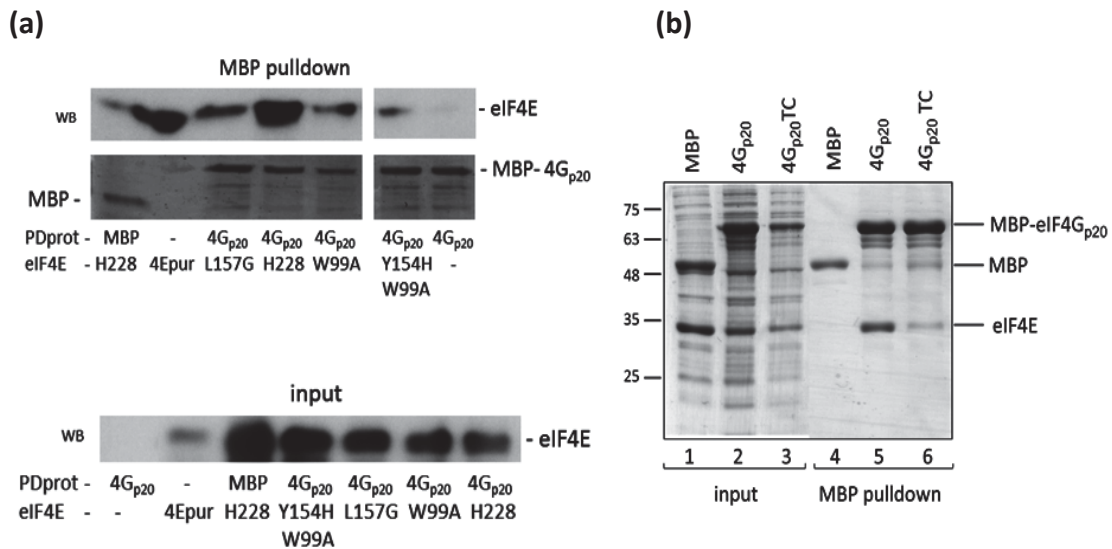 (a)
MBP pulldown
WB
- eIF4E
- MBP- 4Gp20
MBP -
PDprot - MBP - 4Gp20 4Gp20 4Gp20 4Gp20 4Gp20
eIF4E - H228 4Epur L157G H228 W99A Y154H -
W99A
input
WB
- eIF4E
PDprot - 4Gp20 - MBP 4Gp20 4Gp20 4Gp20 4Gp20
eIF4E - - 4Epur H228 Y154H L157G W99A H228
W99A
(b)
MBP 4Gp20 4Gp20TC MBP 4Gp20 4Gp20TC
75
63
48
35
25
MBP-eIF4Gp20
MBP
eIF4E
1 2 3 4 5 6
input MBP pulldown